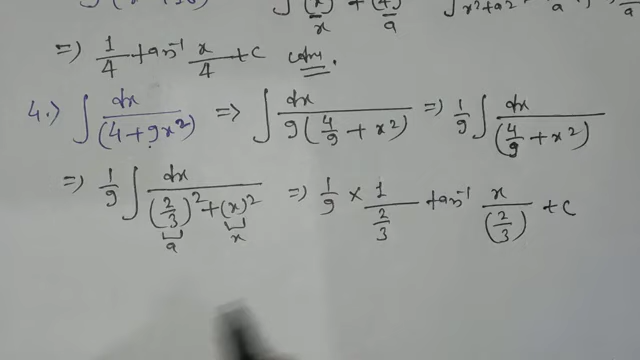 =) 1/4 tan⁻¹ x/4 + c
4.) ∫ dx/(4+9x²) => ∫ dx/9(4/9 + x²) => 1/9 ∫ dx/(4/9 + x²)
=) 1/9 ∫ dx/((2/3)² + (x)²) =) 1/9 × 1/(2/3) tan⁻¹ x/(2/3) + c
a x